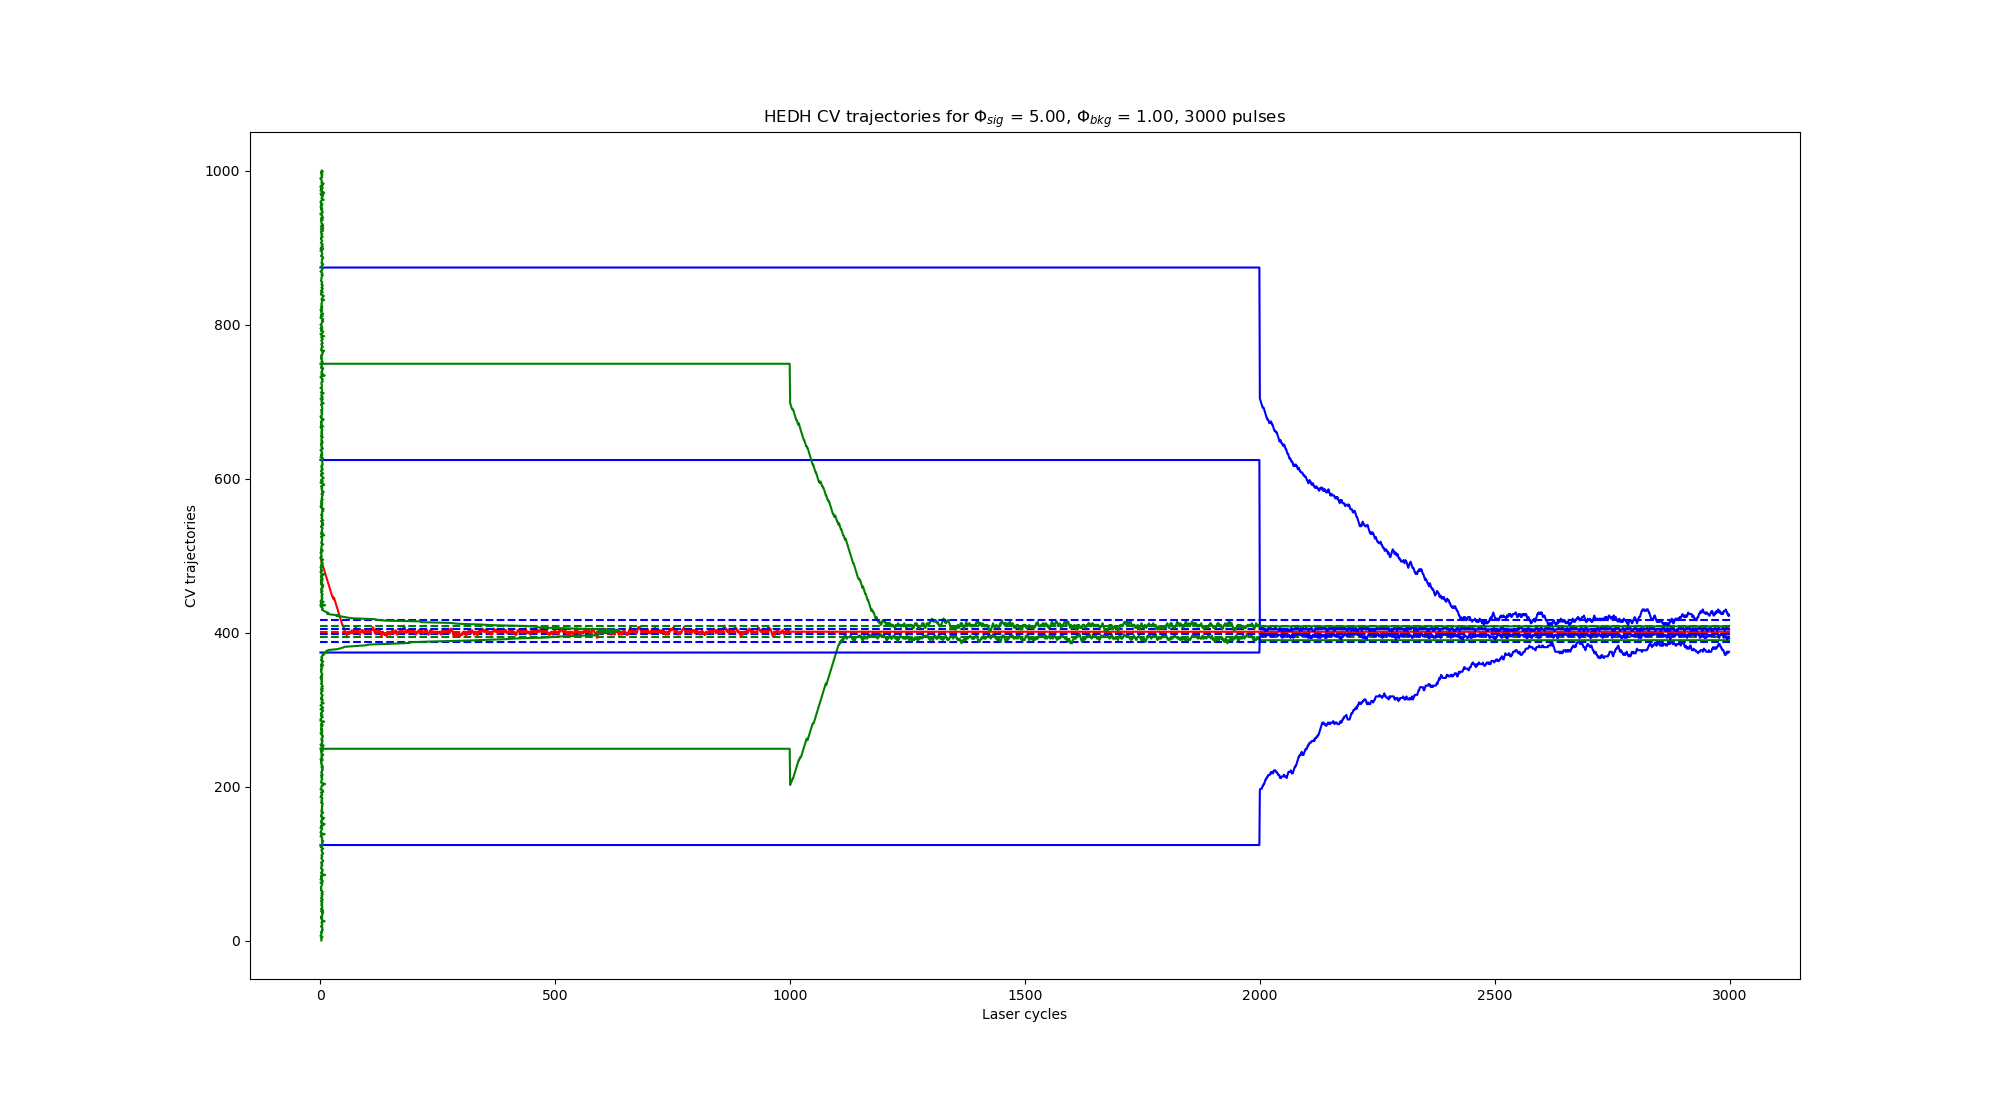 HEDH CV trajectories for Φsig = 5.00, Φbkg = 1.00, 3000 pulses
1000
800
600
400
200
0
CV trajectories
0 500 1000 1500 2000 2500 3000
Laser cycles